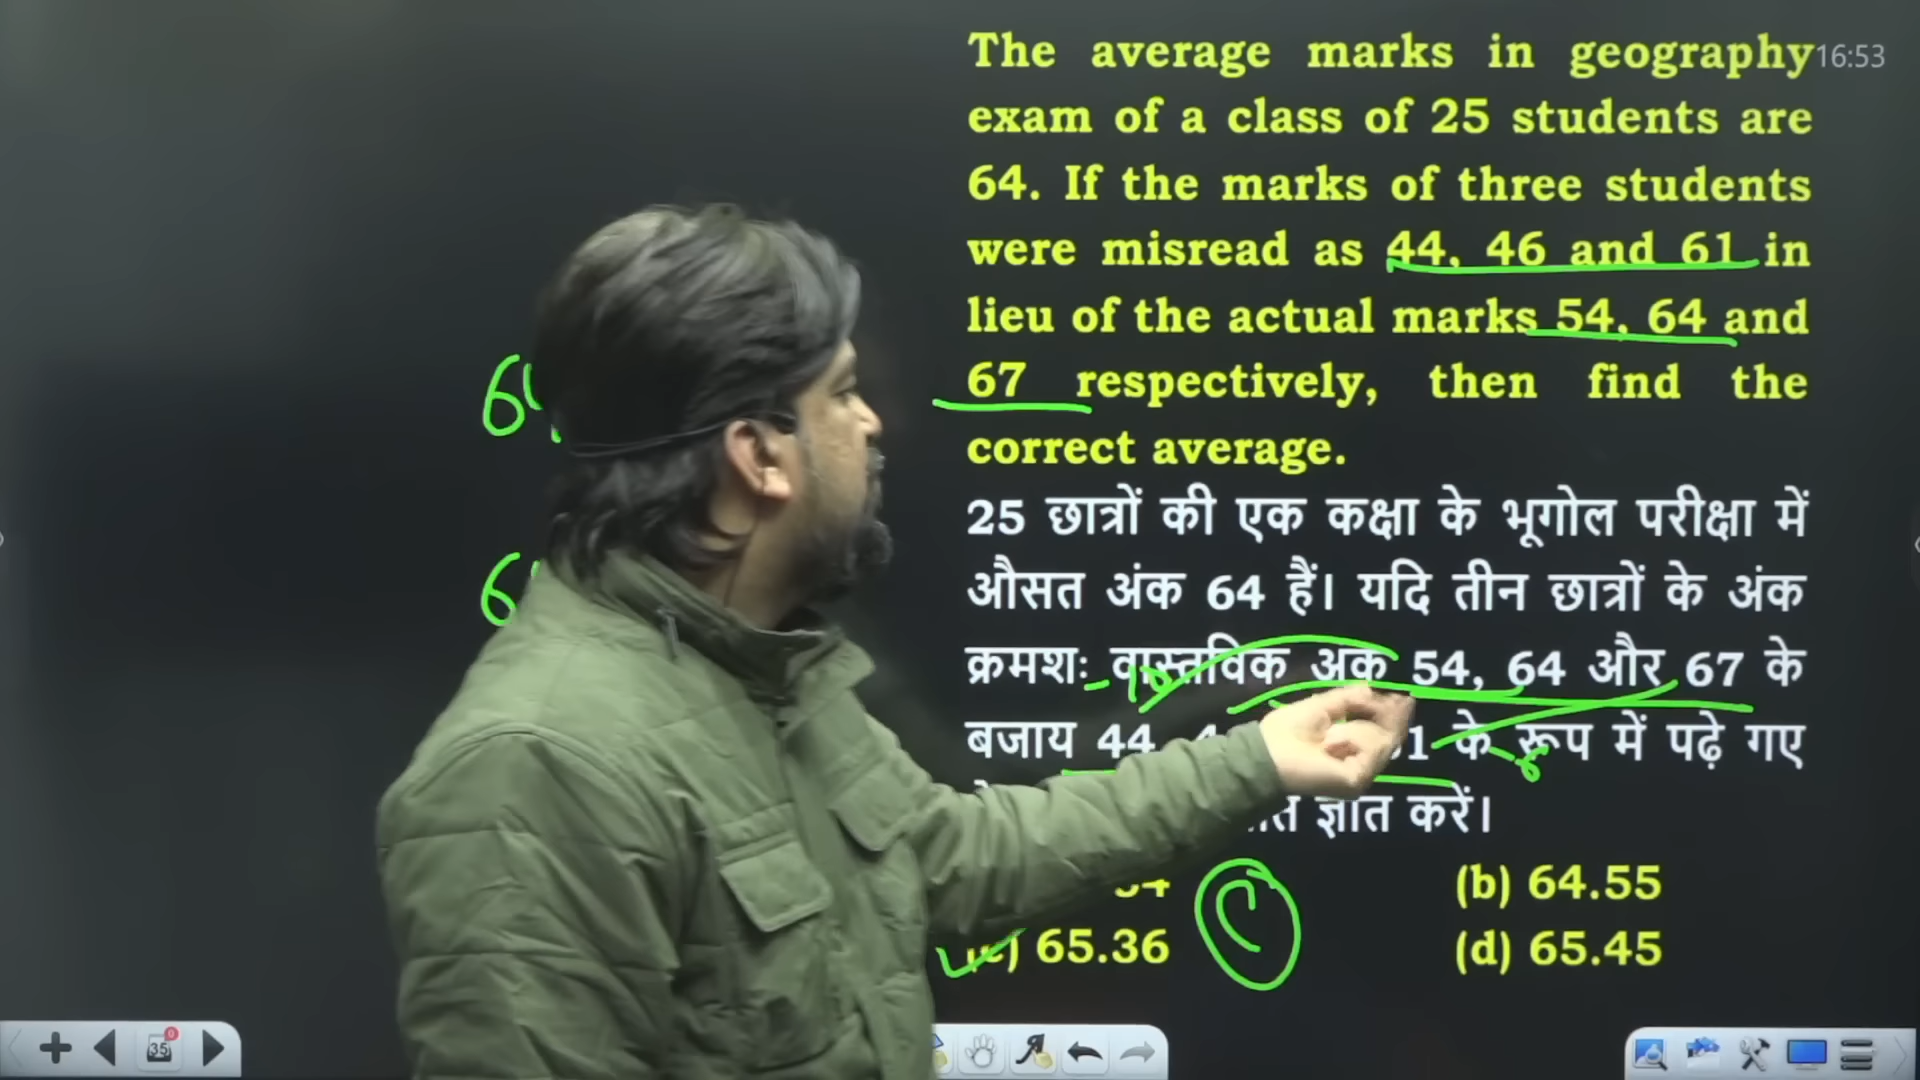 The average marks in geography
16:53
exam of a class of 25 students are
64. If the marks of three students
were misread as 44, 46 and 61 in
lieu of the actual marks 54, 64 and
67 respectively, then find the
correct average.
25 छात्रों की एक कक्षा के भूगोल परीक्षा में
औसत अंक 64 हैं। यदि तीन छात्रों के अंक
क्रमशः वास्तविक अंक 54, 64 और 67 के
बजाय 44, के रूप में पढ़े गए
ज्ञात करें।
(b) 64.55
(c) 65.36
C
(d) 65.45
35
0